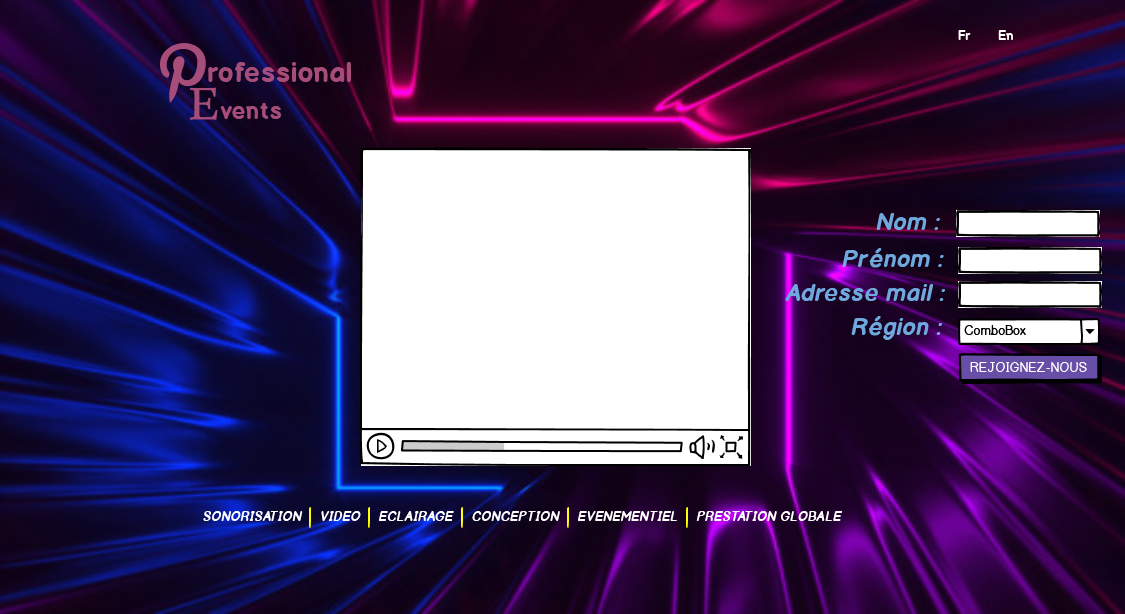 Fr En
Professional
Events
Nom :
Prénom :
Adresse mail :
Région :
ComboBox
REJOIGNEZ-NOUS
SONORISATION VIDEO ECLAIRAGE CONCEPTION EVENEMENTIEL PRESTATION GLOBALE